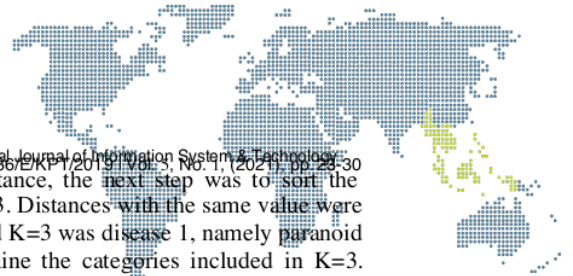 al Journal of Information System & Technology
36/E/KPT/2019 | Vol. 5, No. 1, (2021), pp. 23-30
tance, the next step was to sort the
3. Distances with the same value were
K=3 was disease 1, namely paranoid
ine the categories included in K=3.